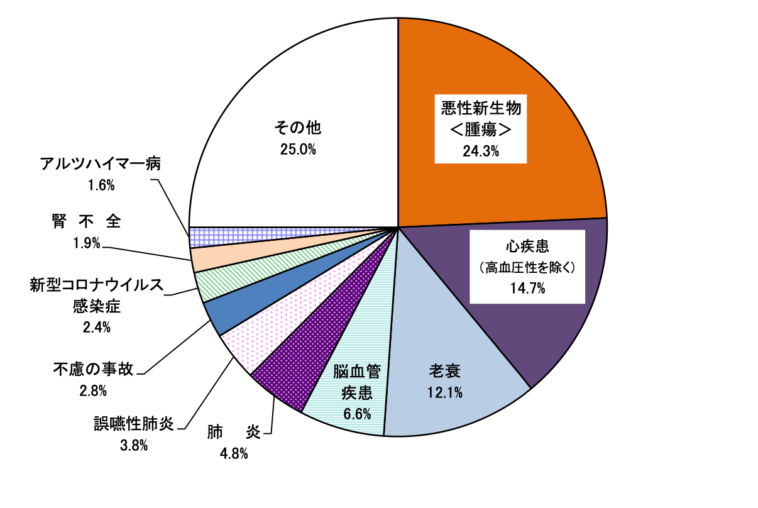 悪性新生物
＜腫瘍＞
24.3%
心疾患
（高血圧性を除く）
14.7%
老衰
12.1%
脳血管
疾患
6.6%
肺　炎
4.8%
誤嚥性肺炎
3.8%
不慮の事故
2.8%
新型コロナウイルス
感染症
2.4%
腎 不 全
1.9%
アルツハイマー病
1.6%
その他
25.0%